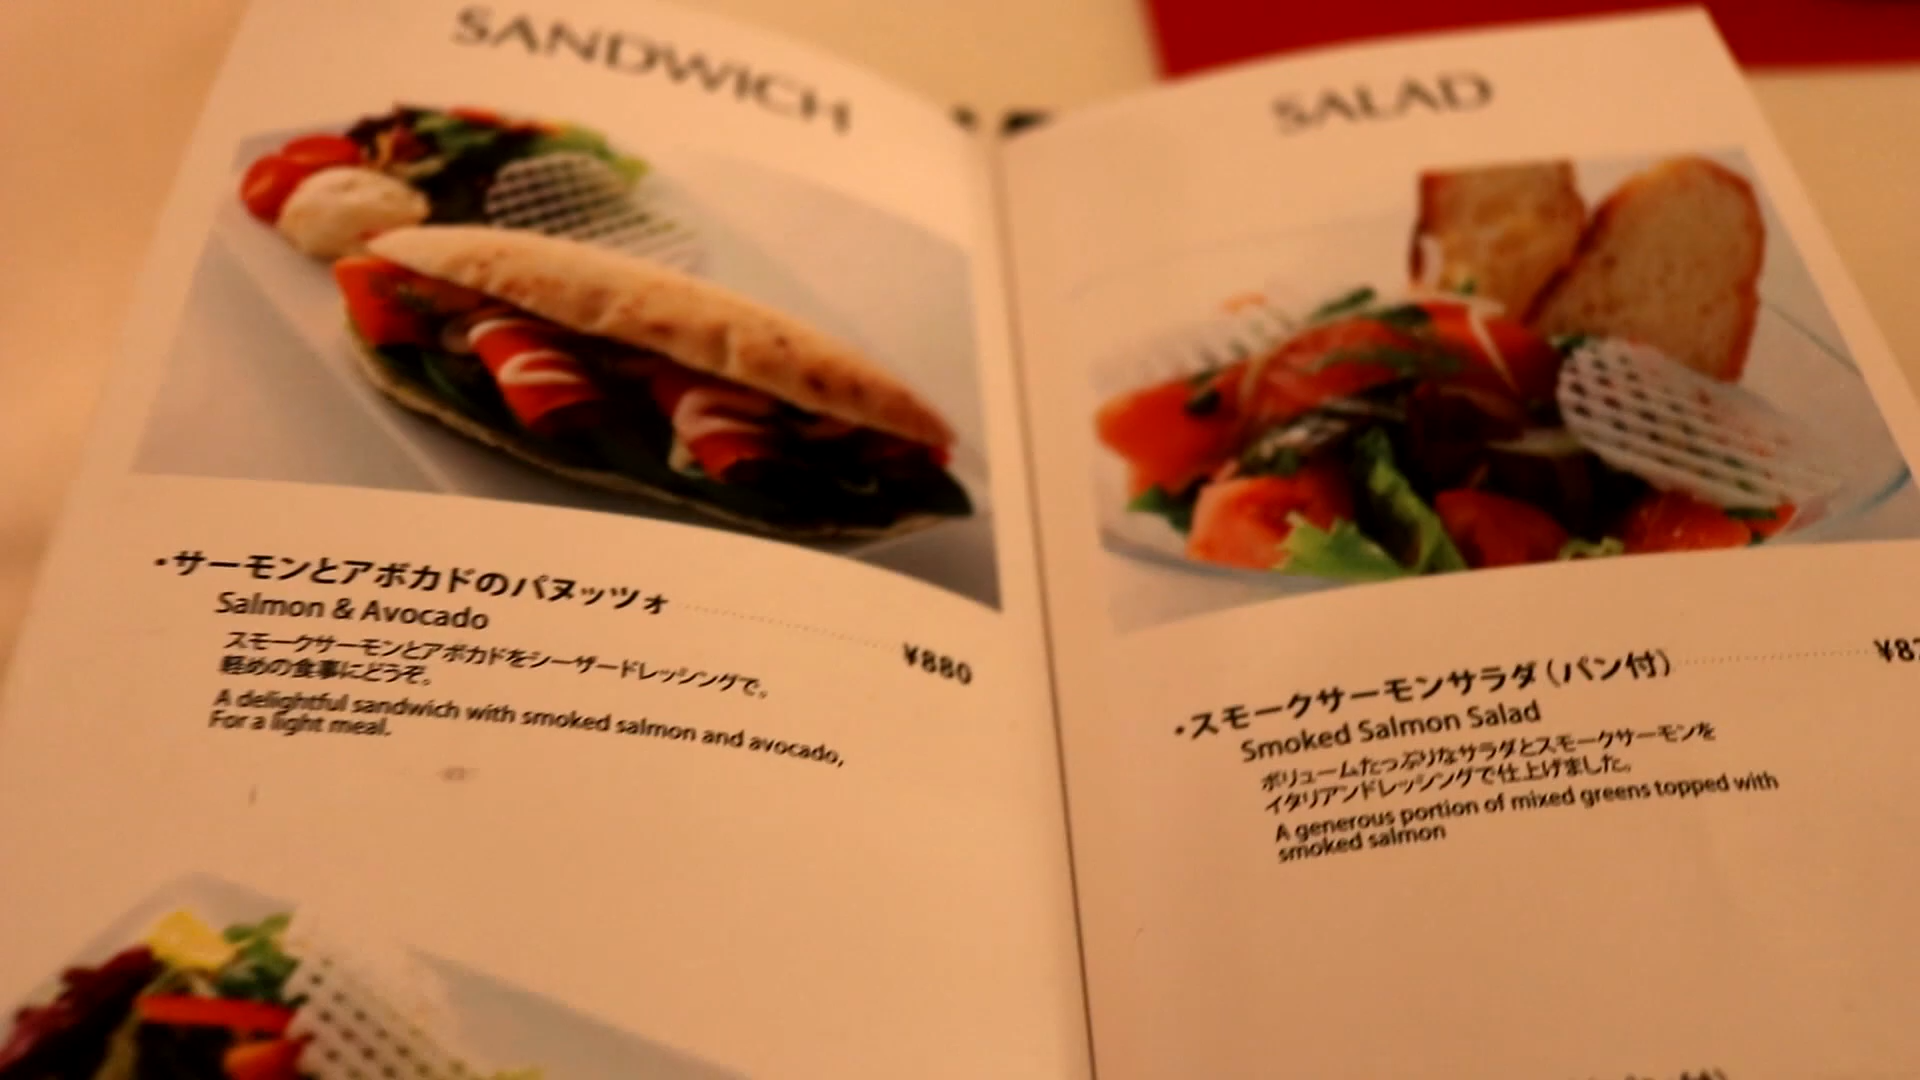 SANDWICH
・サーモンとアボカドのパヌッツォ ¥880
Salmon & Avocado
スモークサーモンとアボカドをシーザードレッシングで。
軽めの食事にどうぞ。
A delightful sandwich with smoked salmon and avocado,
For a light meal.
SALAD
・スモークサーモンサラダ（パン付）
Smoked Salmon Salad
ボリュームたっぷりなサラダとスモークサーモンを
イタリアンドレッシングで仕上げました。
A generous portion of mixed greens topped with
smoked salmon